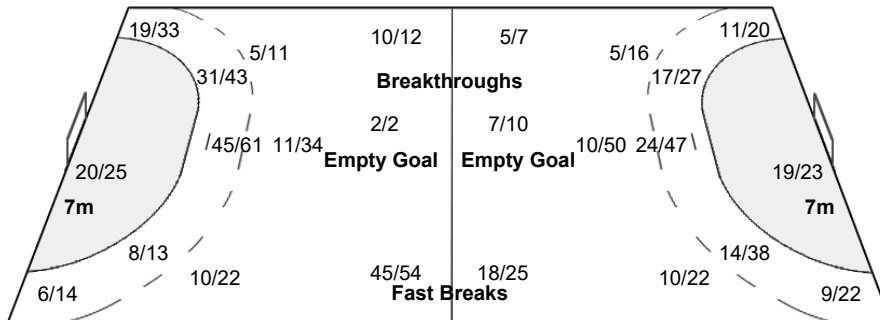 19/33 10/12 5/7 11/20
5/11 5/16
31/43 Breakthroughs 17/27
2/2 7/10
45/61 11/34 10/50 24/47
Empty Goal Empty Goal
20/25 19/23
7m 7m
8/13 14/38
10/22 45/54 18/25 10/22
6/14 Fast Breaks 9/22